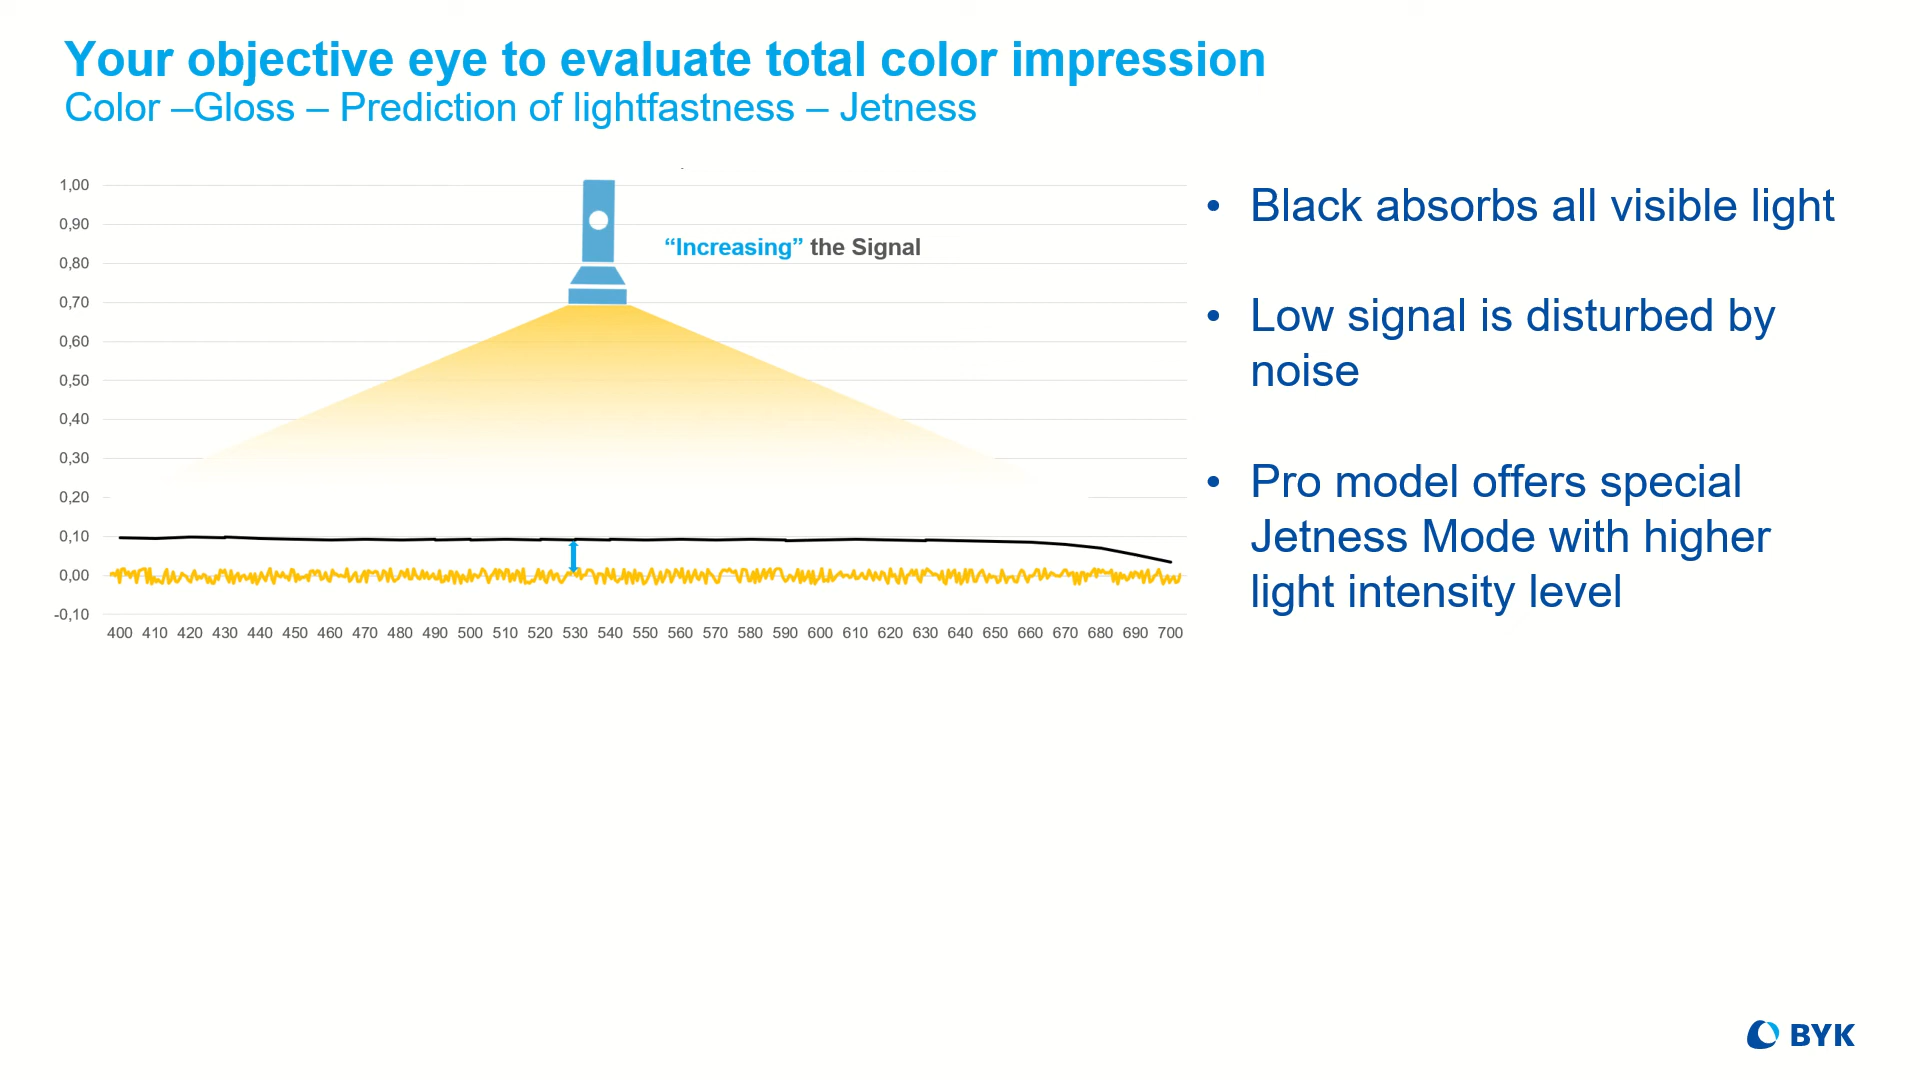 Your objective eye to evaluate total color impression
Color –Gloss – Prediction of lightfastness – Jetness
1,00
0,90
0,80
0,70
0,60
0,50
0,40
0,30
0,20
0,10
0,00
-0,10
400 410 420 430 440 450 460 470 480 490 500 510 520 530 540 550 560 570 580 590 600 610 620 630 640 650 660 670 680 690 700
“Increasing” the Signal
• Black absorbs all visible light
• Low signal is disturbed by
noise
• Pro model offers special
Jetness Mode with higher
light intensity level
BYK